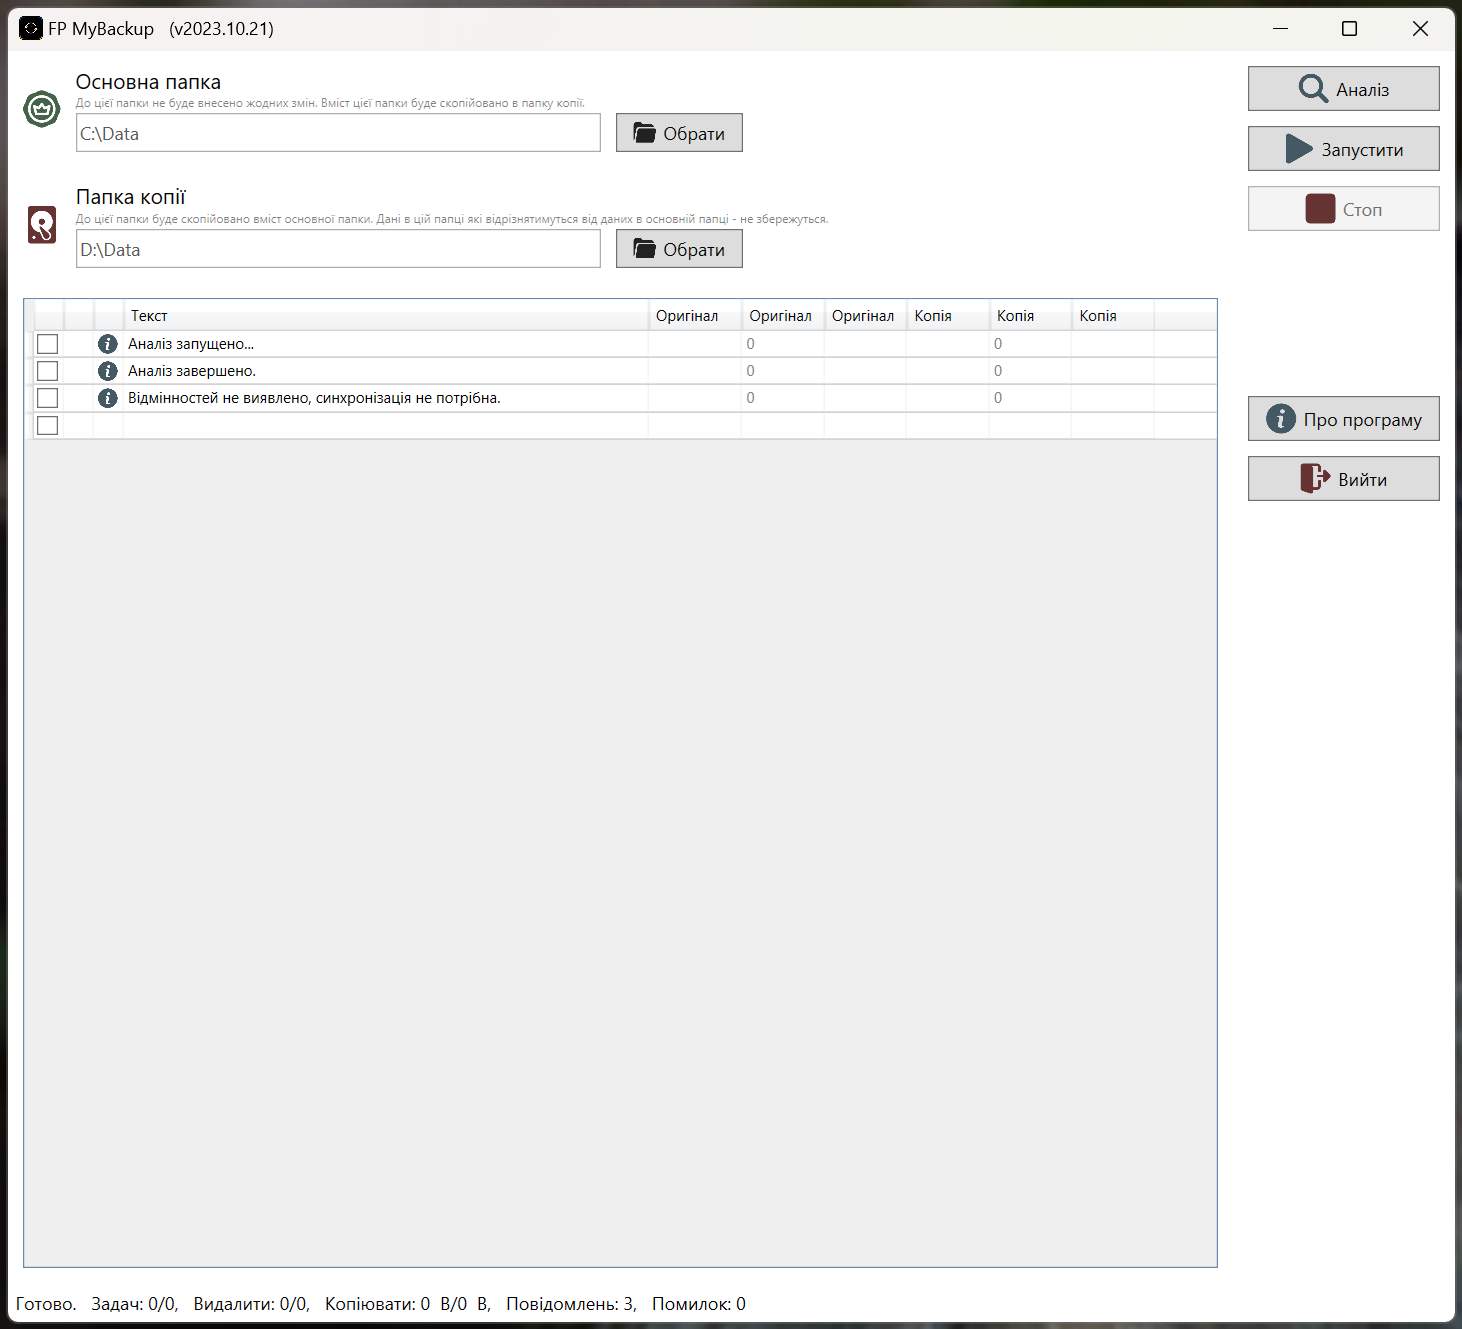 FP MyBackup (v2023.10.21)
Основна папка
До цієї папки не буде внесено жодних змін. Вміст цієї папки буде скопійовано в папку копії.
C:\Data
Обрати
Папка копії
До цієї папки буде скопійовано вміст основної папки. Дані в цій папці які відрізнятимуться від даних в основній папці - не збережуться.
D:\Data
Обрати
Аналіз
Запустити
Стоп
Текст Оригінал Оригінал Оригінал Копія Копія Копія
Аналіз запущено... 0 0
Аналіз завершено. 0 0
Відмінностей не виявлено, синхронізація не потрібна. 0 0
Про програму
Вийти
Готово. Задач: 0/0, Видалити: 0/0, Копіювати: 0 B/0 B, Повідомлень: 3, Помилок: 0